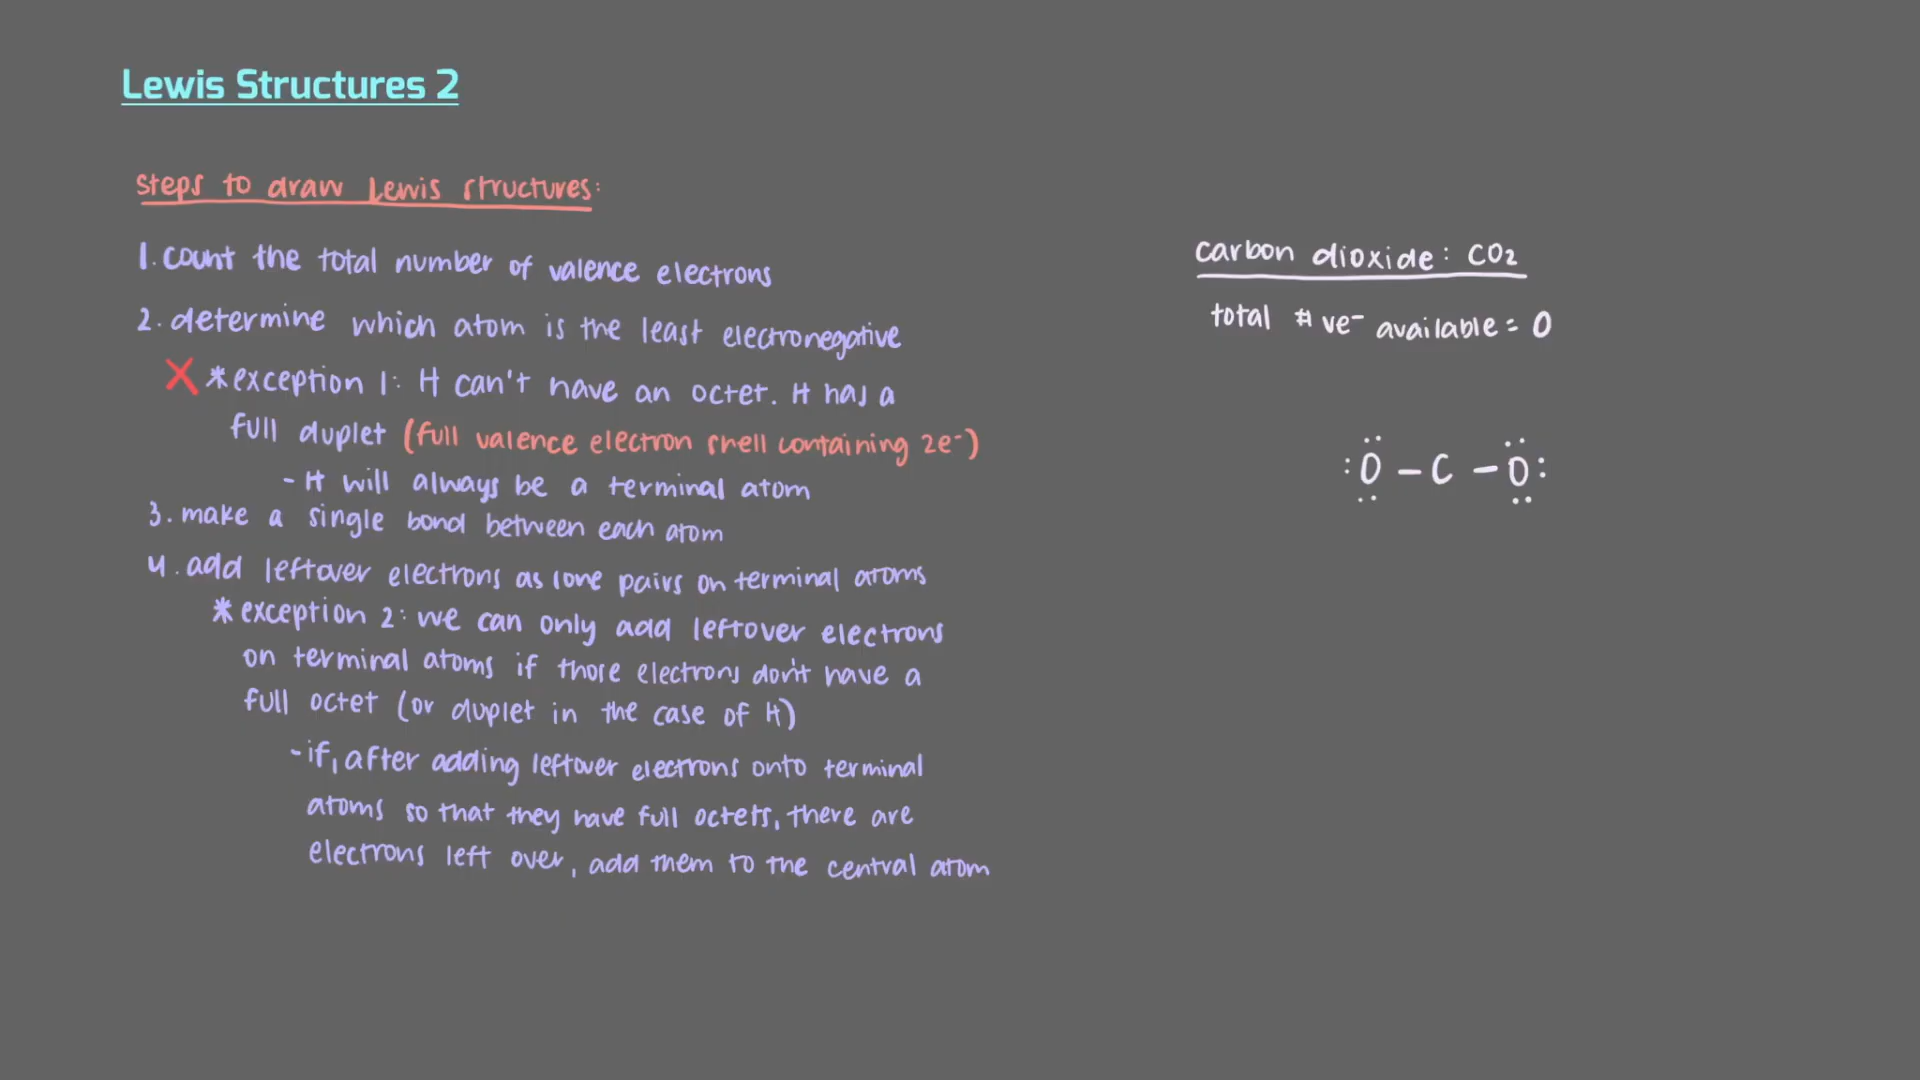 Lewis Structures 2
steps to draw Lewis structures:
1. count the total number of valence electrons
2. determine which atom is the least electronegative
X * exception 1: H can't have an octet. H has a
full duplet (full valence electron shell containing 2e⁻)
- H will always be a terminal atom
3. make a single bond between each atom
4. add leftover electrons as lone pairs on terminal atoms
* exception 2: we can only add leftover electrons
on terminal atoms if those electrons don't have a
full octet (or duplet in the case of H)
- if, after adding leftover electrons onto terminal
atoms so that they have full octets, there are
electrons left over, add them to the central atom
carbon dioxide: CO₂
total # ve⁻ available = 0
:O – C – O: